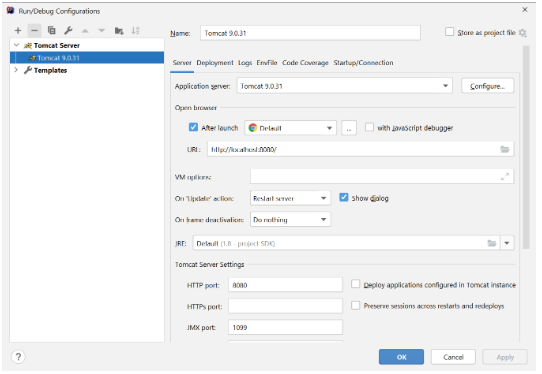 Run/Debug Configurations
Name: Tomcat 9.0.31 Store as project file
Tomcat Server
Tomcat 9.0.31
Templates
Server Deployment Logs EnvFile Code Coverage Startup/Connection
Application server: Tomcat 9.0.31 Configure...
Open browser
After launch Default ... with JavaScript debugger
URL: http://localhost:8080/
VM options:
On 'Update' action: Restart server Show dialog
On frame deactivation: Do nothing
JRE: Default (1.8 - project SDK)
Tomcat Server Settings
HTTP port: 8080 Deploy applications configured in Tomcat instance
HTTPs port: Preserve sessions across restarts and redeploys
JMX port: 1099
? OK Cancel Apply